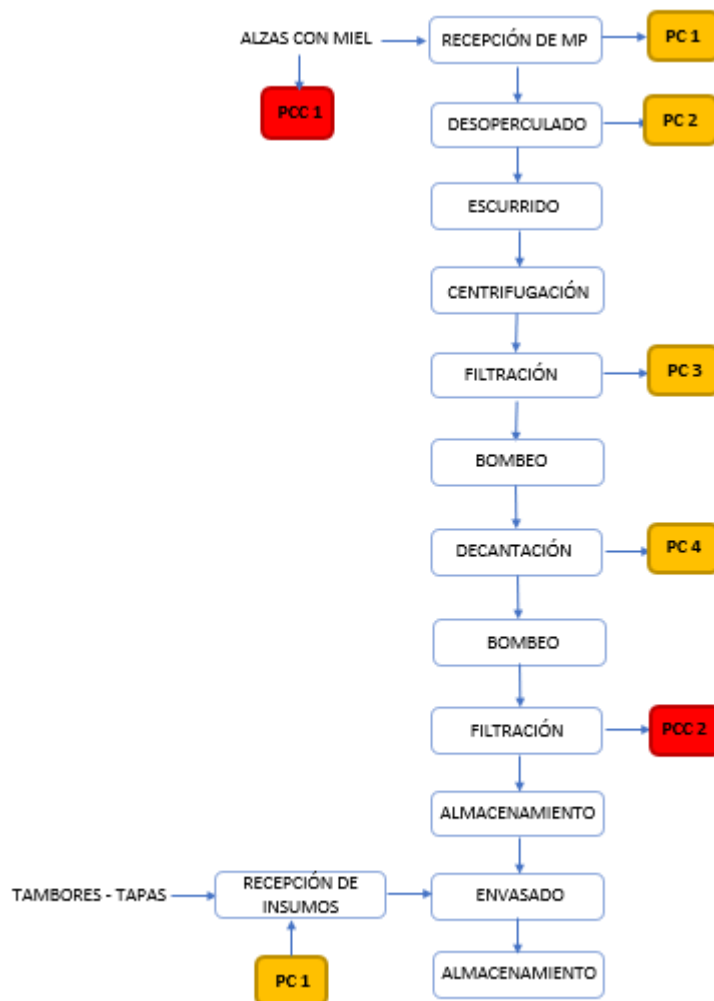 ALZAS CON MIEL
RECEPCIÓN DE MP
PC 1
PCC 1
DESOPERCULADO
PC 2
ESCURRIDO
CENTRIFUGACIÓN
FILTRACIÓN
PC 3
BOMBEO
DECANTACIÓN
PC 4
BOMBEO
FILTRACIÓN
PCC 2
ALMACENAMIENTO
TAMBORES - TAPAS
RECEPCIÓN DE
INSUMOS
ENVASADO
PC 1
ALMACENAMIENTO